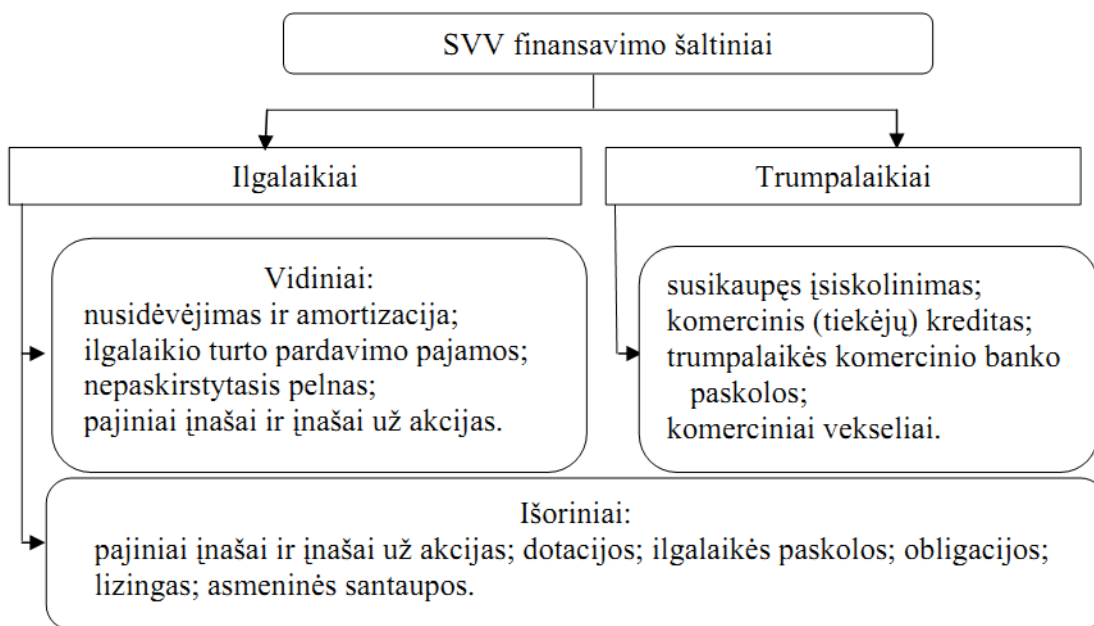 SVV finansavimo šaltiniai
Ilgalaikiai
Trumpalaikiai
Vidiniai:
nusidėvėjimas ir amortizacija;
ilgalaikio turto pardavimo pajamos;
nepaskirstytasis pelnas;
pajiniai įnašai ir įnašai už akcijas.
susikaupęs įsiskolinimas;
komercinis (tiekėjų) kreditas;
trumpalaikės komercinio banko
paskolos;
komerciniai vekseliai.
Išoriniai:
pajiniai įnašai ir įnašai už akcijas; dotacijos; ilgalaikės paskolos; obligacijos;
lizingas; asmeninės santaupos.